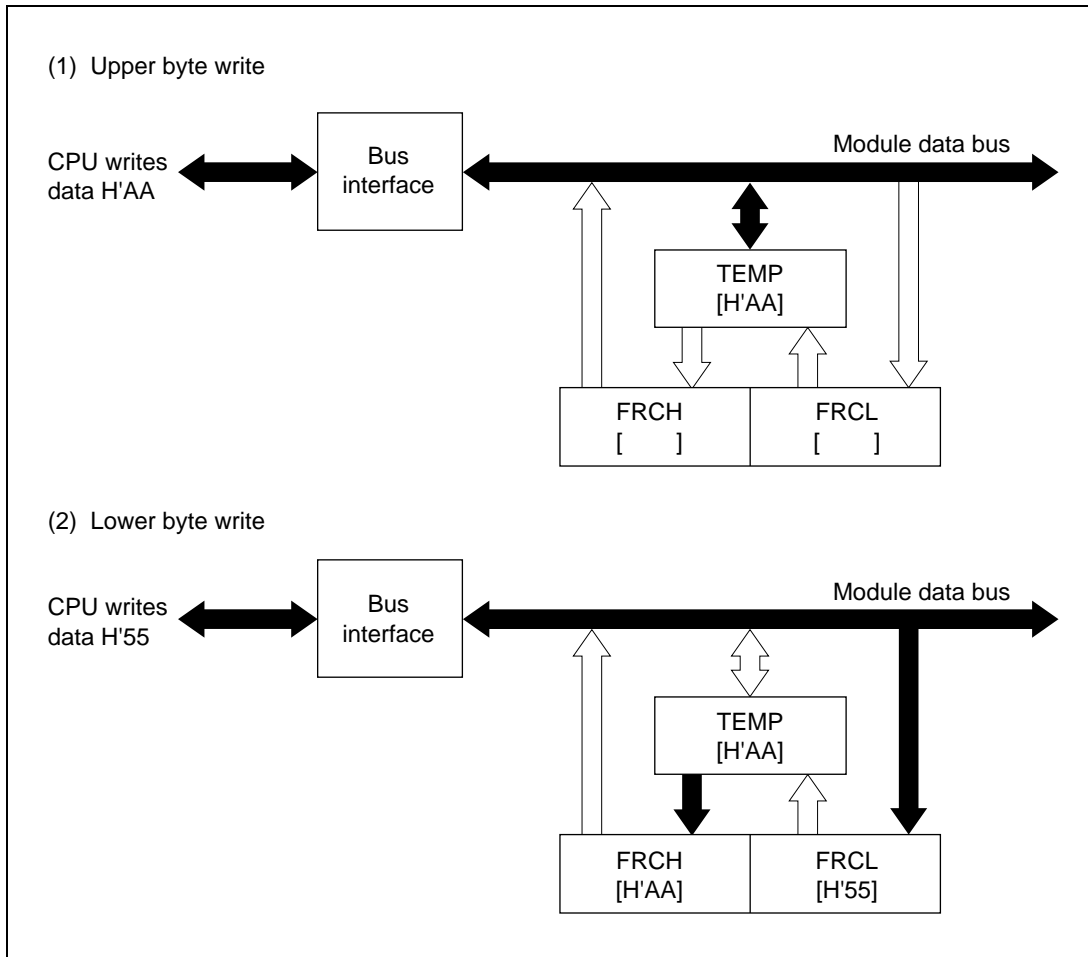 (1) Upper byte write
CPU writes
data H'AA
Bus
interface
Module data bus
TEMP
[H'AA]
FRCH
[ ]
FRCL
[ ]
(2) Lower byte write
CPU writes
data H'55
Bus
interface
Module data bus
TEMP
[H'AA]
FRCH
[H'AA]
FRCL
[H'55]